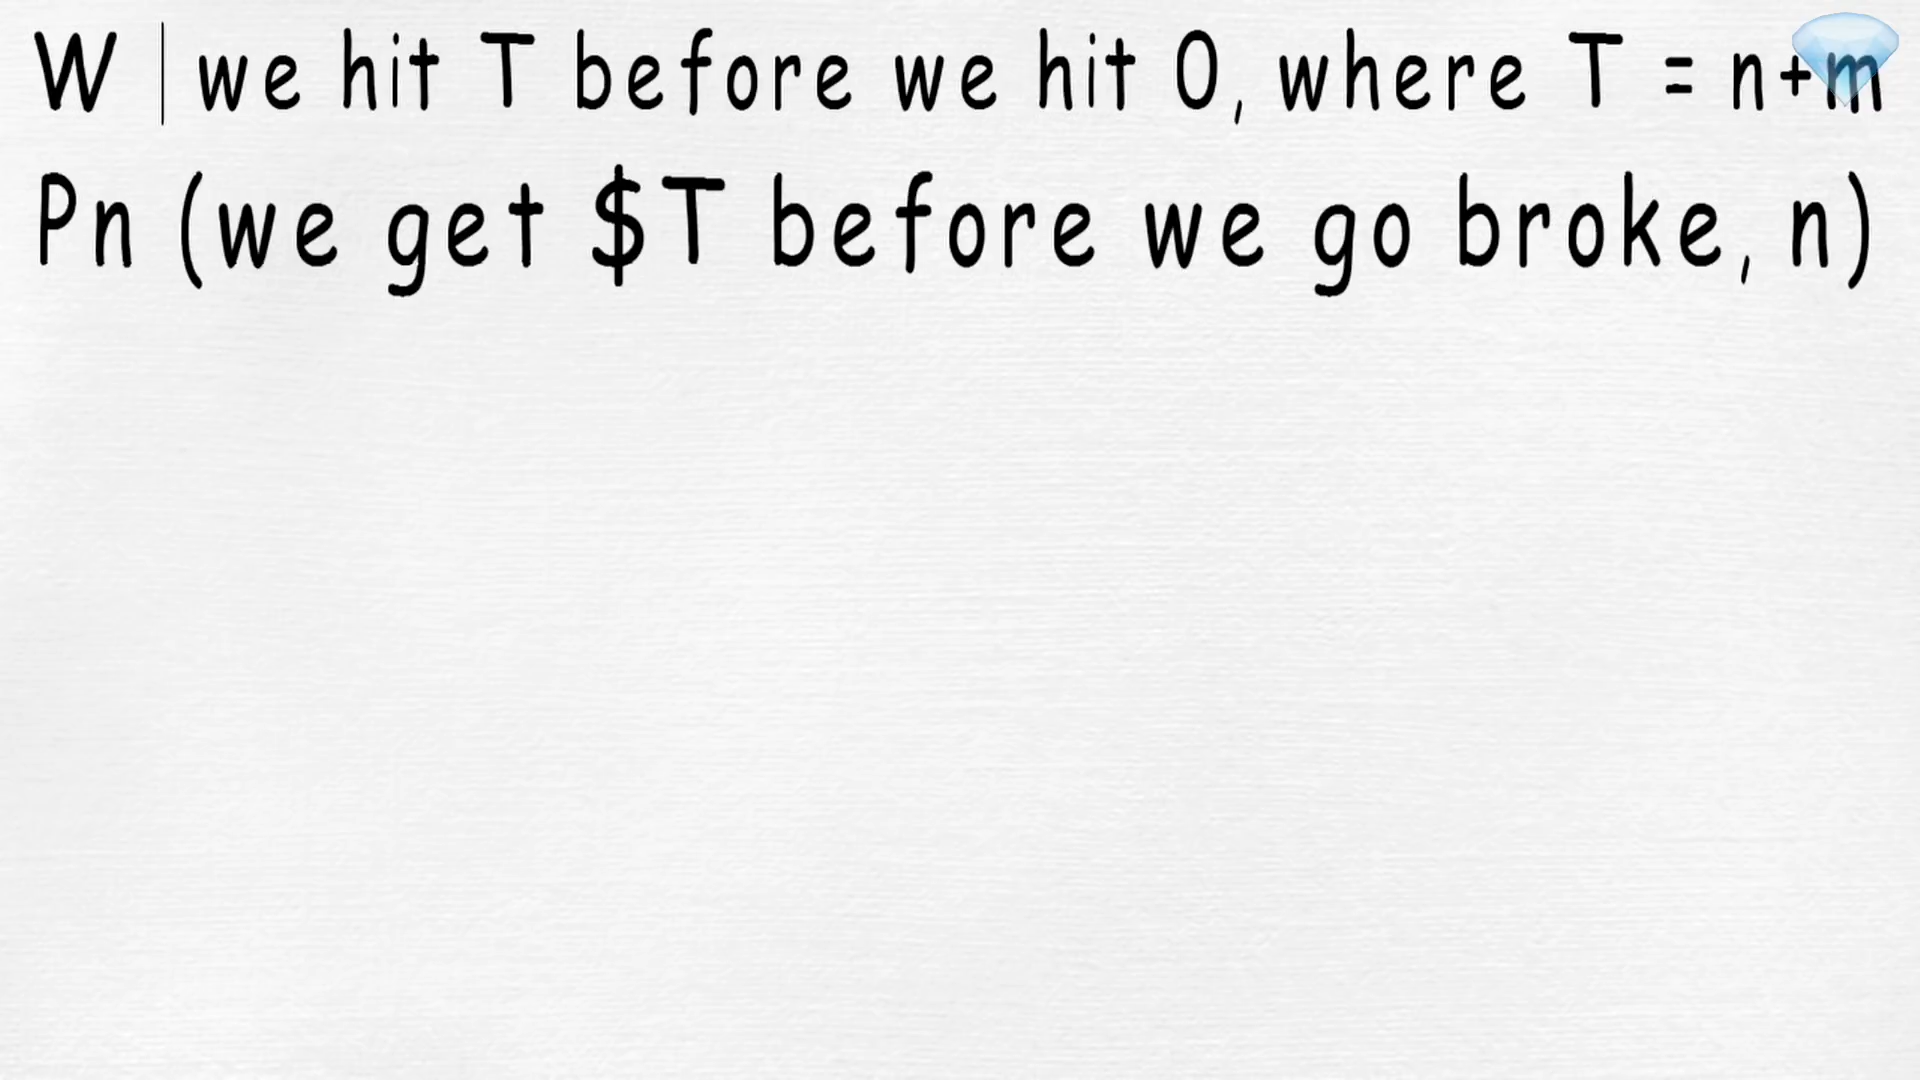 W | we hit T before we hit 0, where T = n+m
Pn (we get $T before we go broke, n)